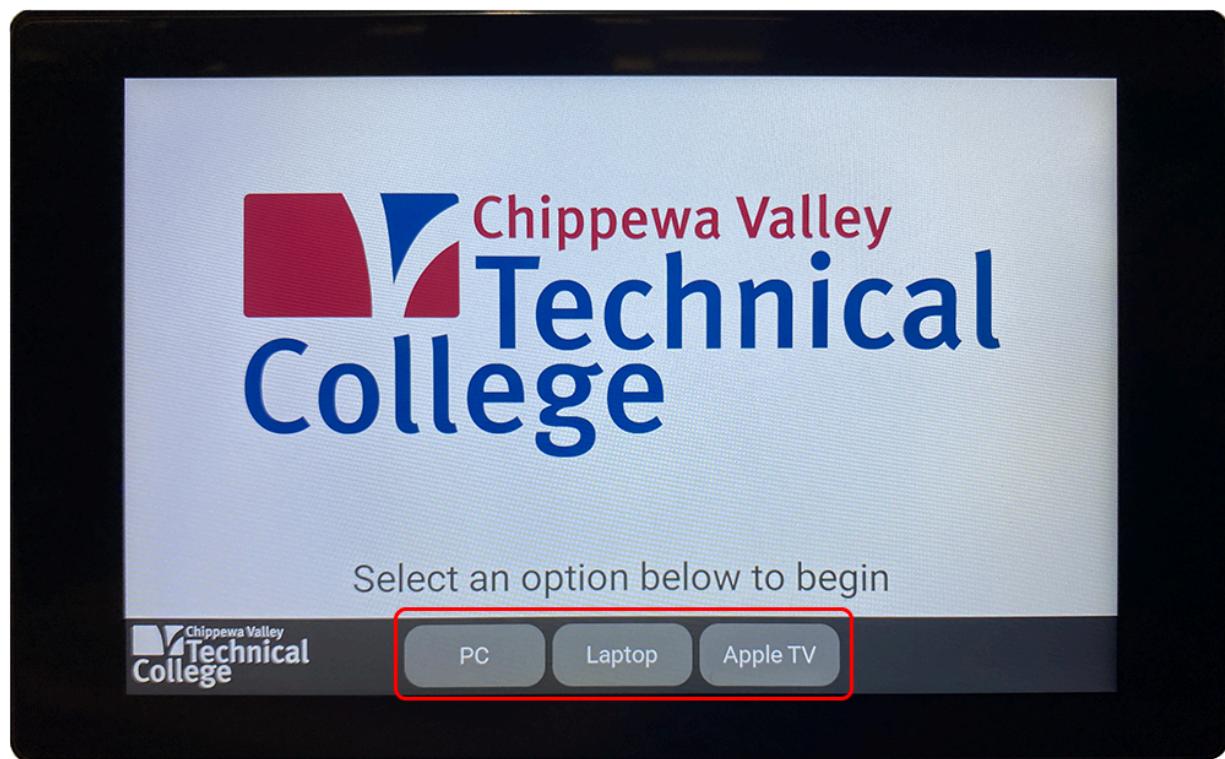 Chippewa Valley
Technical
College
Select an option below to begin
Chippewa Valley
Technical
College
PC
Laptop
Apple TV